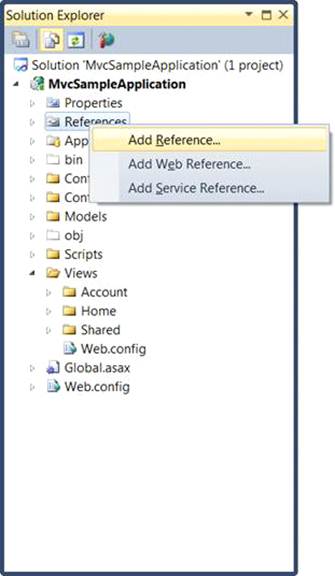 Solution Explorer
Solution 'MvcSampleApplication' (1 project)
MvcSampleApplication
Properties
References
Add Reference...
App
Add Web Reference...
bin
Add Service Reference...
Con
Con
Models
obj
Scripts
Views
Account
Home
Shared
Web.config
Global.asax
Web.config